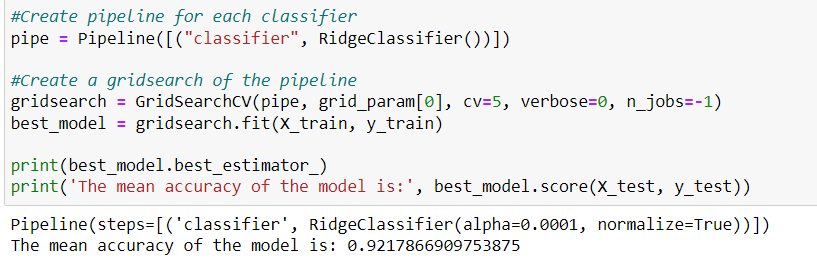 #Create pipeline for each classifier
pipe = Pipeline([("classifier", RidgeClassifier())])
#Create a gridsearch of the pipeline
gridsearch = GridSearchCV(pipe, grid_param[0], cv=5, verbose=0, n_jobs=-1)
best_model = gridsearch.fit(X_train, y_train)
print(best_model.best_estimator_)
print('The mean accuracy of the model is:', best_model.score(X_test, y_test))
Pipeline(steps=[('classifier', RidgeClassifier(alpha=0.0001, normalize=True))])
The mean accuracy of the model is: 0.9217866909753875